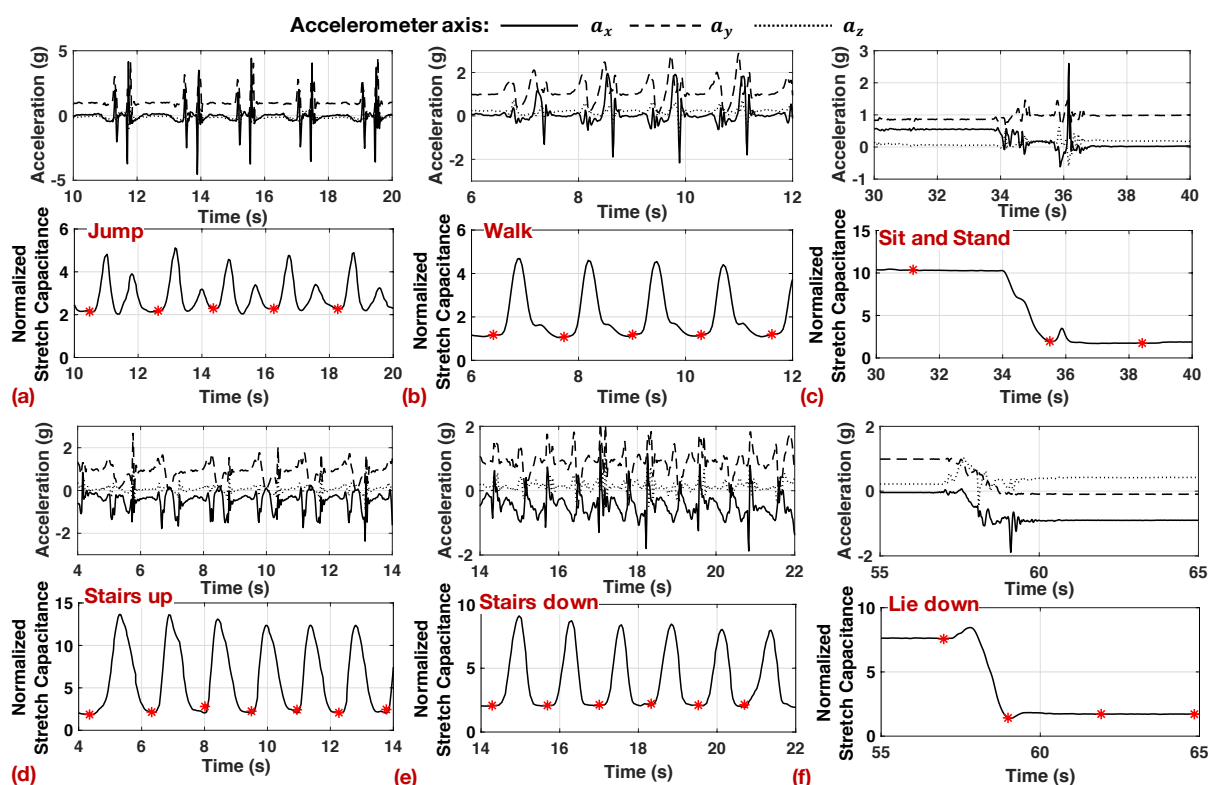 Accelerometer axis: a_x a_y a_z
Acceleration (g)
5
0
-5
10 12 14 16 18 20
Time (s)
Acceleration (g)
2
0
-2
6 8 10 12
Time (s)
Acceleration (g)
3
2
1
0
-1
30 32 34 36 38 40
Time (s)
Normalized
Stretch Capacitance
Jump
6
4
2
0
10 12 14 16 18 20
Time (s)
(a)
Normalized
Stretch Capacitance
Walk
6
4
2
0
6 8 10 12
Time (s)
(b)
Normalized
Stretch Capacitance
Sit and Stand
15
10
5
0
30 32 34 36 38 40
Time (s)
(c)
Acceleration (g)
2
0
-2
4 6 8 10 12 14
Time (s)
Acceleration (g)
2
0
-2
14 16 18 20 22
Time (s)
Acceleration (g)
2
0
-2
55 60 65
Time (s)
Normalized
Stretch Capacitance
Stairs up
15
10
5
0
4 6 8 10 12 14
Time (s)
(d)
Normalized
Stretch Capacitance
Stairs down
10
5
0
14 16 18 20 22
Time (s)
(e)
Normalized
Stretch Capacitance
Lie down
10
5
0
55 60 65
Time (s)
(f)